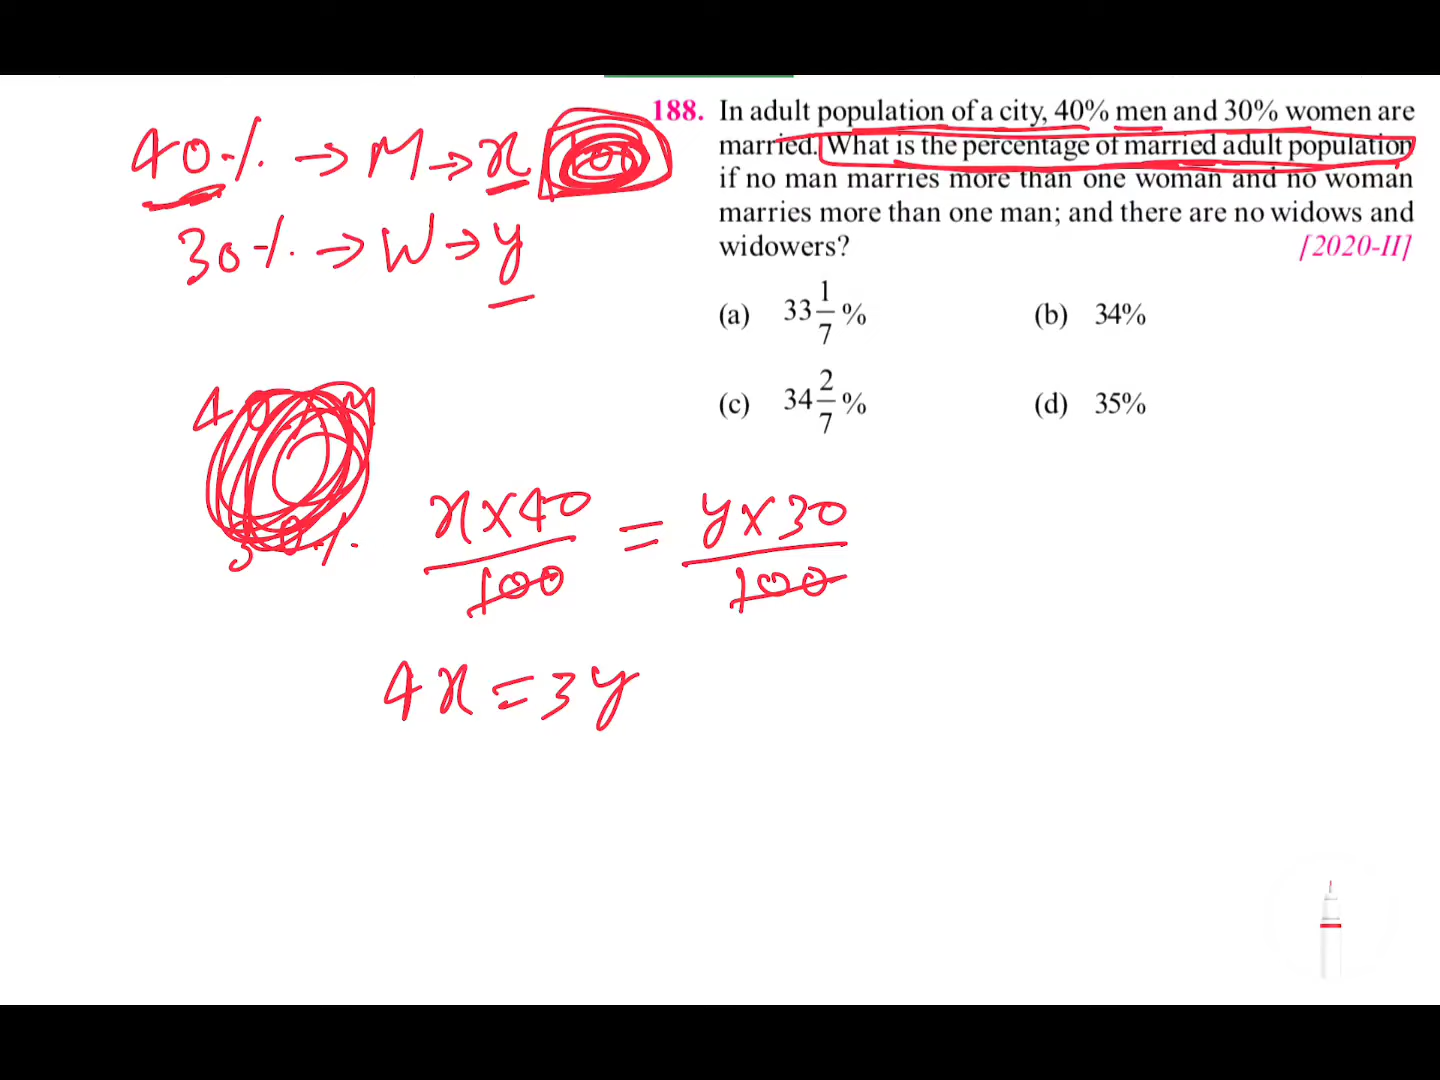 188. In adult population of a city, 40% men and 30% women are
married. What is the percentage of married adult population
if no man marries more than one woman and no woman
marries more than one man; and there are no widows and
widowers? [2020-II]
(a) 33 1/7 % (b) 34%
(c) 34 2/7 % (d) 35%
40% → M → x
30% → W → y
40 M
30%
x×40/100 = y×30/100
4x = 3y